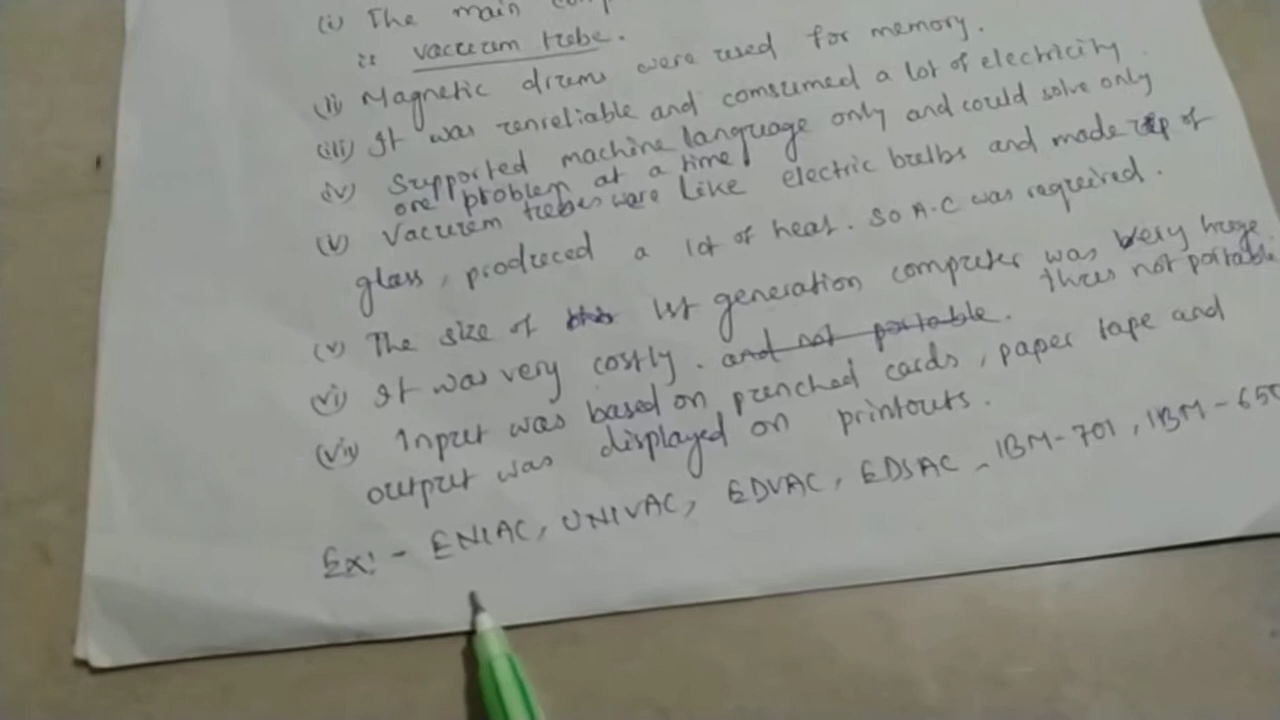 (i) The main
is vacuum tube.
(ii) Magnetic drums were used for memory.
(iii) It was unreliable and comsumed a lot of electricity
(iv) Supported machine language only and could solve only
one problem at a time
(v) Vacuum tubes were like electric bulbs and made up of
glass, produced a lot of heat. So A.C was required.
(v) The size of 1st generation computer was very huge
thus not portable
(vi) It was very costly. and not portable.
(vii) Input was based on punched cards, paper tape and
output was displayed on printouts.
Ex:- ENIAC, UNIVAC, EDVAC, EDSAC, IBM-701, IBM-650